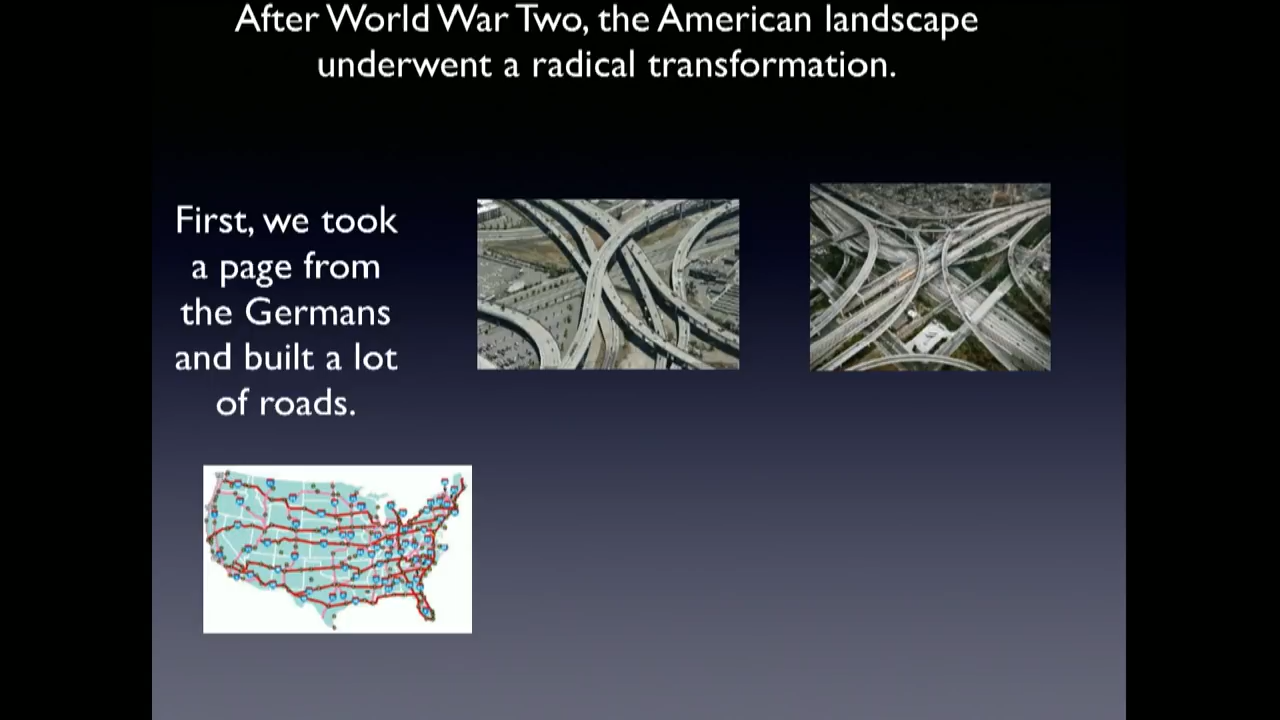 After World War Two, the American landscape
underwent a radical transformation.
First, we took
a page from
the Germans
and built a lot
of roads.